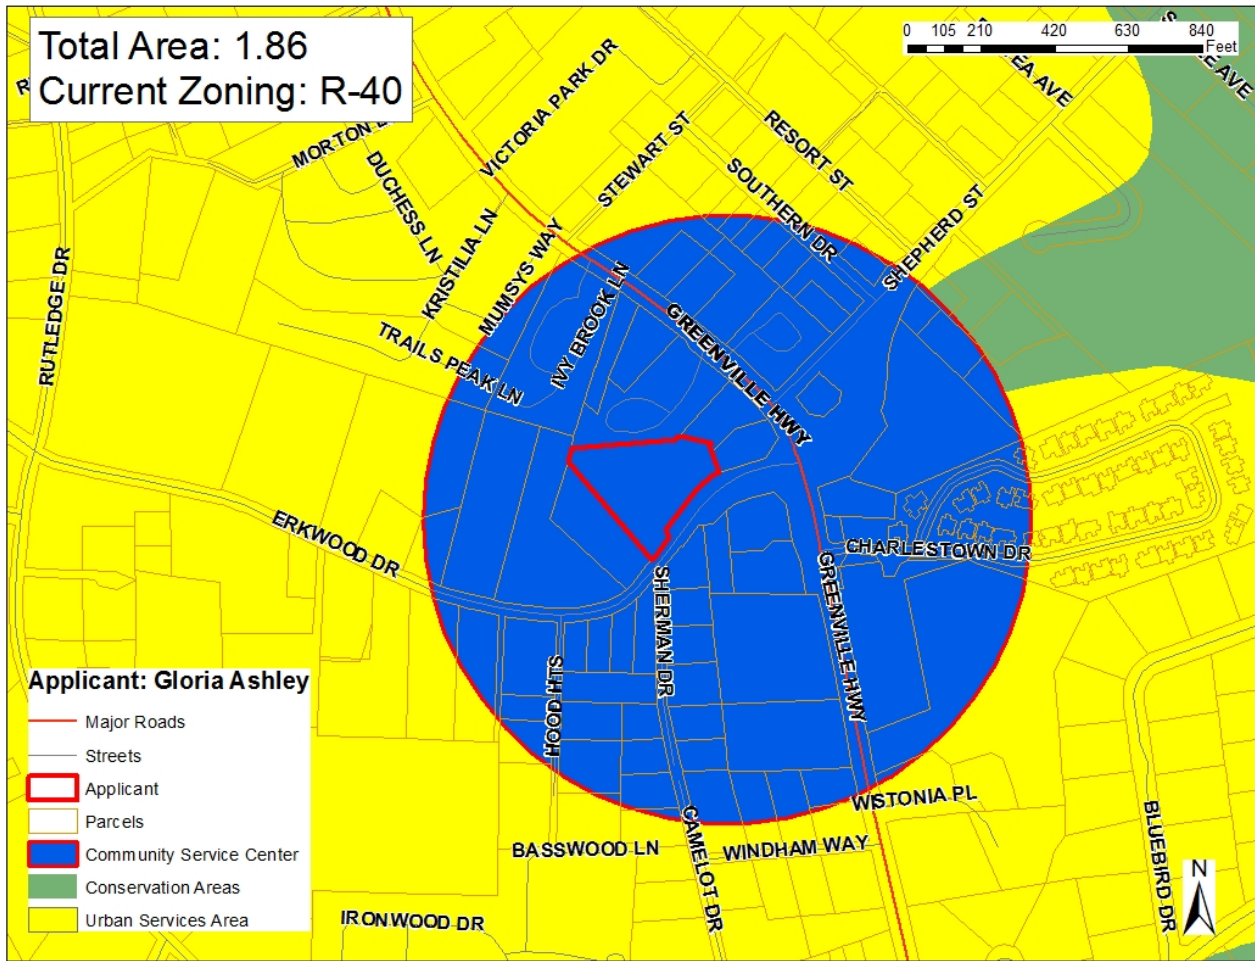 Total Area: 1.86
Current Zoning: R-40
0 105 210 420 630 840
Feet
MORTON
VICTORIA PARK DR
DUCHESS LN
KRISTILIA LN
MUMSYS WAY
STEWART ST
RESORT ST
SOUTHERN DR
SHEPHERD ST
AVE
AVE
RUTLEDGE DR
TRAILS PEAK LN
IVY BROOK LN
GREENVILLE HWY
ERKWOOD DR
CHARLESTOWN DR
SHERMAN DR
GREENVILLE HWY
HOOD HTS
WISTONIA PL
BASSWOOD LN
CAMELOT DR
WINDHAM WAY
BLUEBIRD DR
IRONWOOD DR
N
Applicant: Gloria Ashley
Major Roads
Streets
Applicant
Parcels
Community Service Center
Conservation Areas
Urban Services Area